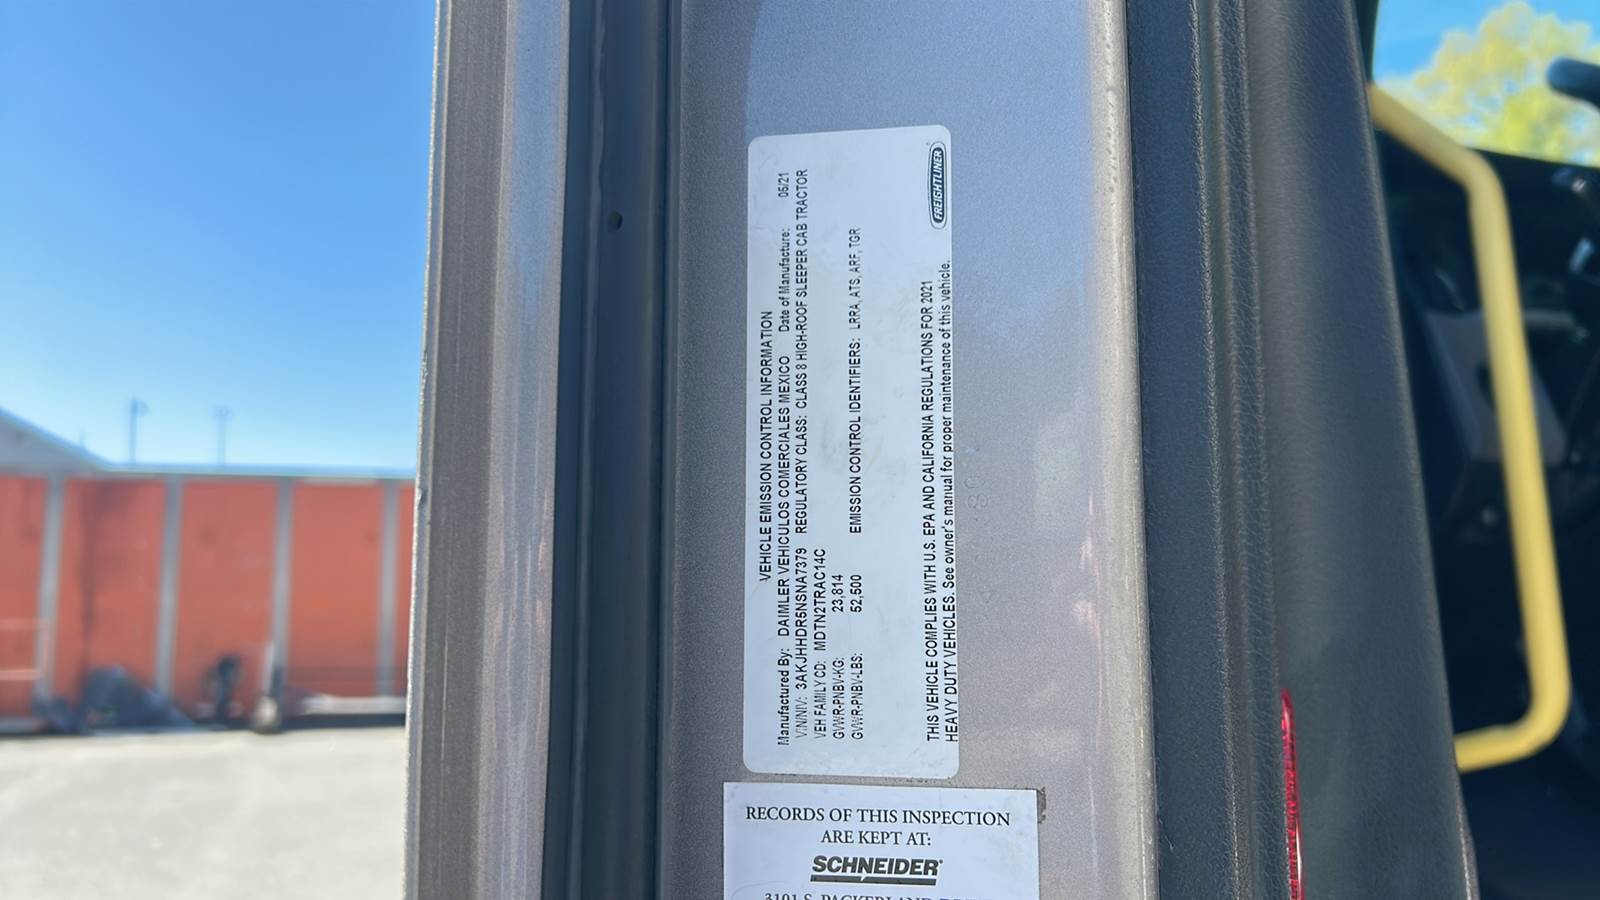 FREIGHTLINER
VEHICLE EMISSION CONTROL INFORMATION
Manufactured By: DAIMLER VEHICULOS COMERCIALES MEXICO Date of Manufacture: 05/21
VIN/NIV: 3AKJHHDR5NSNA7379 REGULATORY CLASS: CLASS 8 HIGH-ROOF SLEEPER CAB TRACTOR
VEH FAMILY CD: MDTN2TRAC14C
GWR-PNBV-KG: 23,814
GWR-PNBV-LBS: 52,500 EMISSION CONTROL IDENTIFIERS: LRRA, ATS, ARF, TGR
THIS VEHICLE COMPLIES WITH U.S. EPA AND CALIFORNIA REGULATIONS FOR 2021
HEAVY DUTY VEHICLES. See owner's manual for proper maintenance of this vehicle.
RECORDS OF THIS INSPECTION
ARE KEPT AT:
SCHNEIDER
3101 S. PACKERLAND